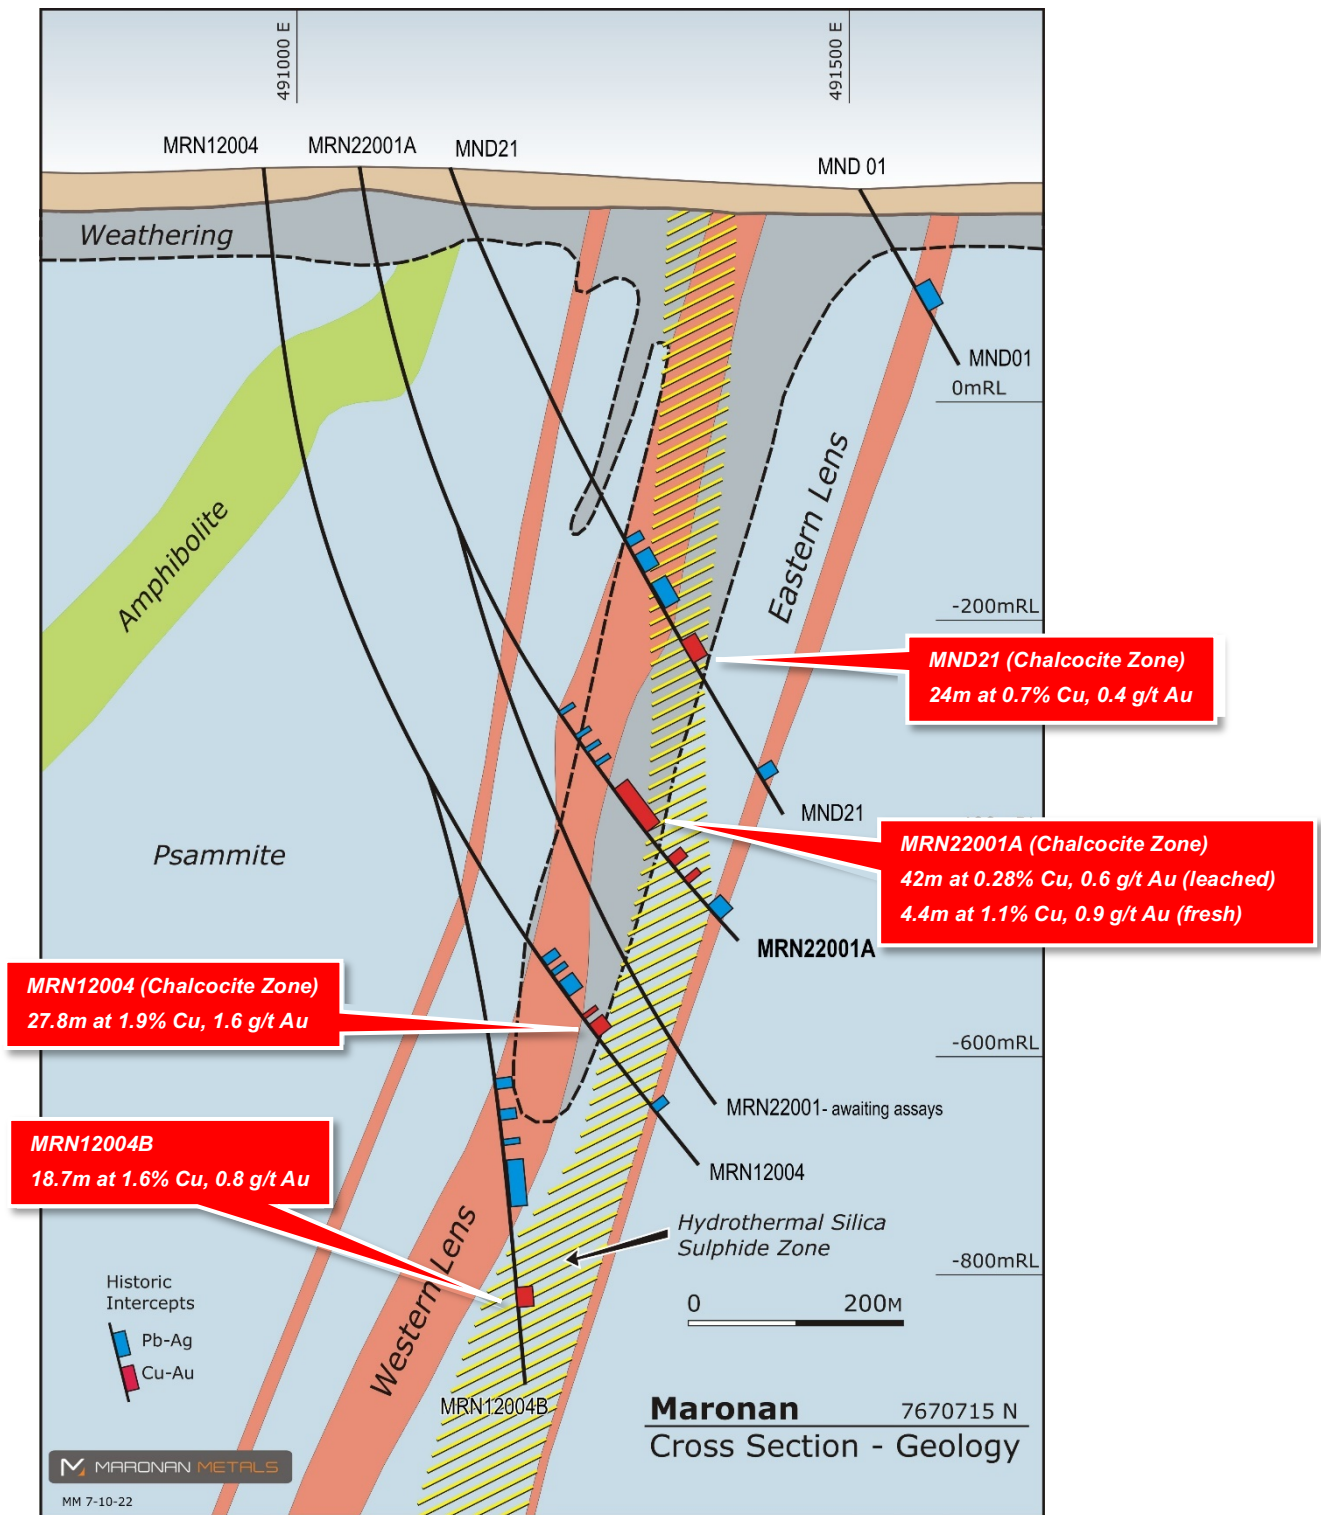 491000 E
491500 E
MRN12004
MRN22001A
MND21
MND 01
Weathering
MND01
0mRL
Amphibolite
Eastern Lens
-200mRL
MND21 (Chalcocite Zone)
24m at 0.7% Cu, 0.4 g/t Au
MND21
Psammite
MRN22001A (Chalcocite Zone)
42m at 0.28% Cu, 0.6 g/t Au (leached)
4.4m at 1.1% Cu, 0.9 g/t Au (fresh)
MRN22001A
MRN12004 (Chalcocite Zone)
27.8m at 1.9% Cu, 1.6 g/t Au
-600mRL
MRN22001- awaiting assays
MRN12004B
18.7m at 1.6% Cu, 0.8 g/t Au
MRN12004
Hydrothermal Silica
Sulphide Zone
-800mRL
Western Lens
Historic
Intercepts
Pb-Ag
Cu-Au
0 200M
MRN12004B
Maronan 7670715 N
Cross Section - Geology
MARONAN METALS
MM 7-10-22